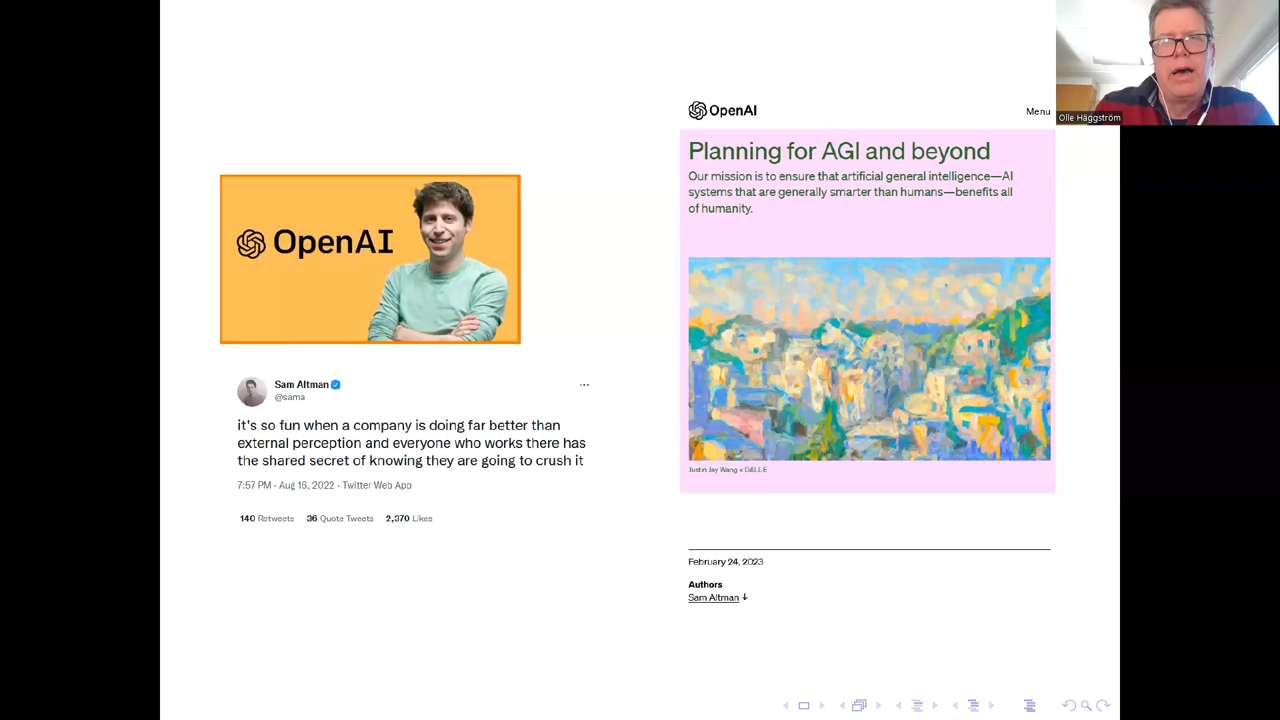 OpenAI
Sam Altman
@sama
...
it's so fun when a company is doing far better than
external perception and everyone who works there has
the shared secret of knowing they are going to crush it
7:57 PM · Aug 16, 2022 · Twitter Web App
140 Retweets 36 Quote Tweets 2,370 Likes
OpenAI
Menu
Planning for AGI and beyond
Our mission is to ensure that artificial general intelligence—AI
systems that are generally smarter than humans—benefits all
of humanity.
Justin Jay Wang x DALL·E
February 24, 2023
Authors
Sam Altman ↓
Olle Häggström